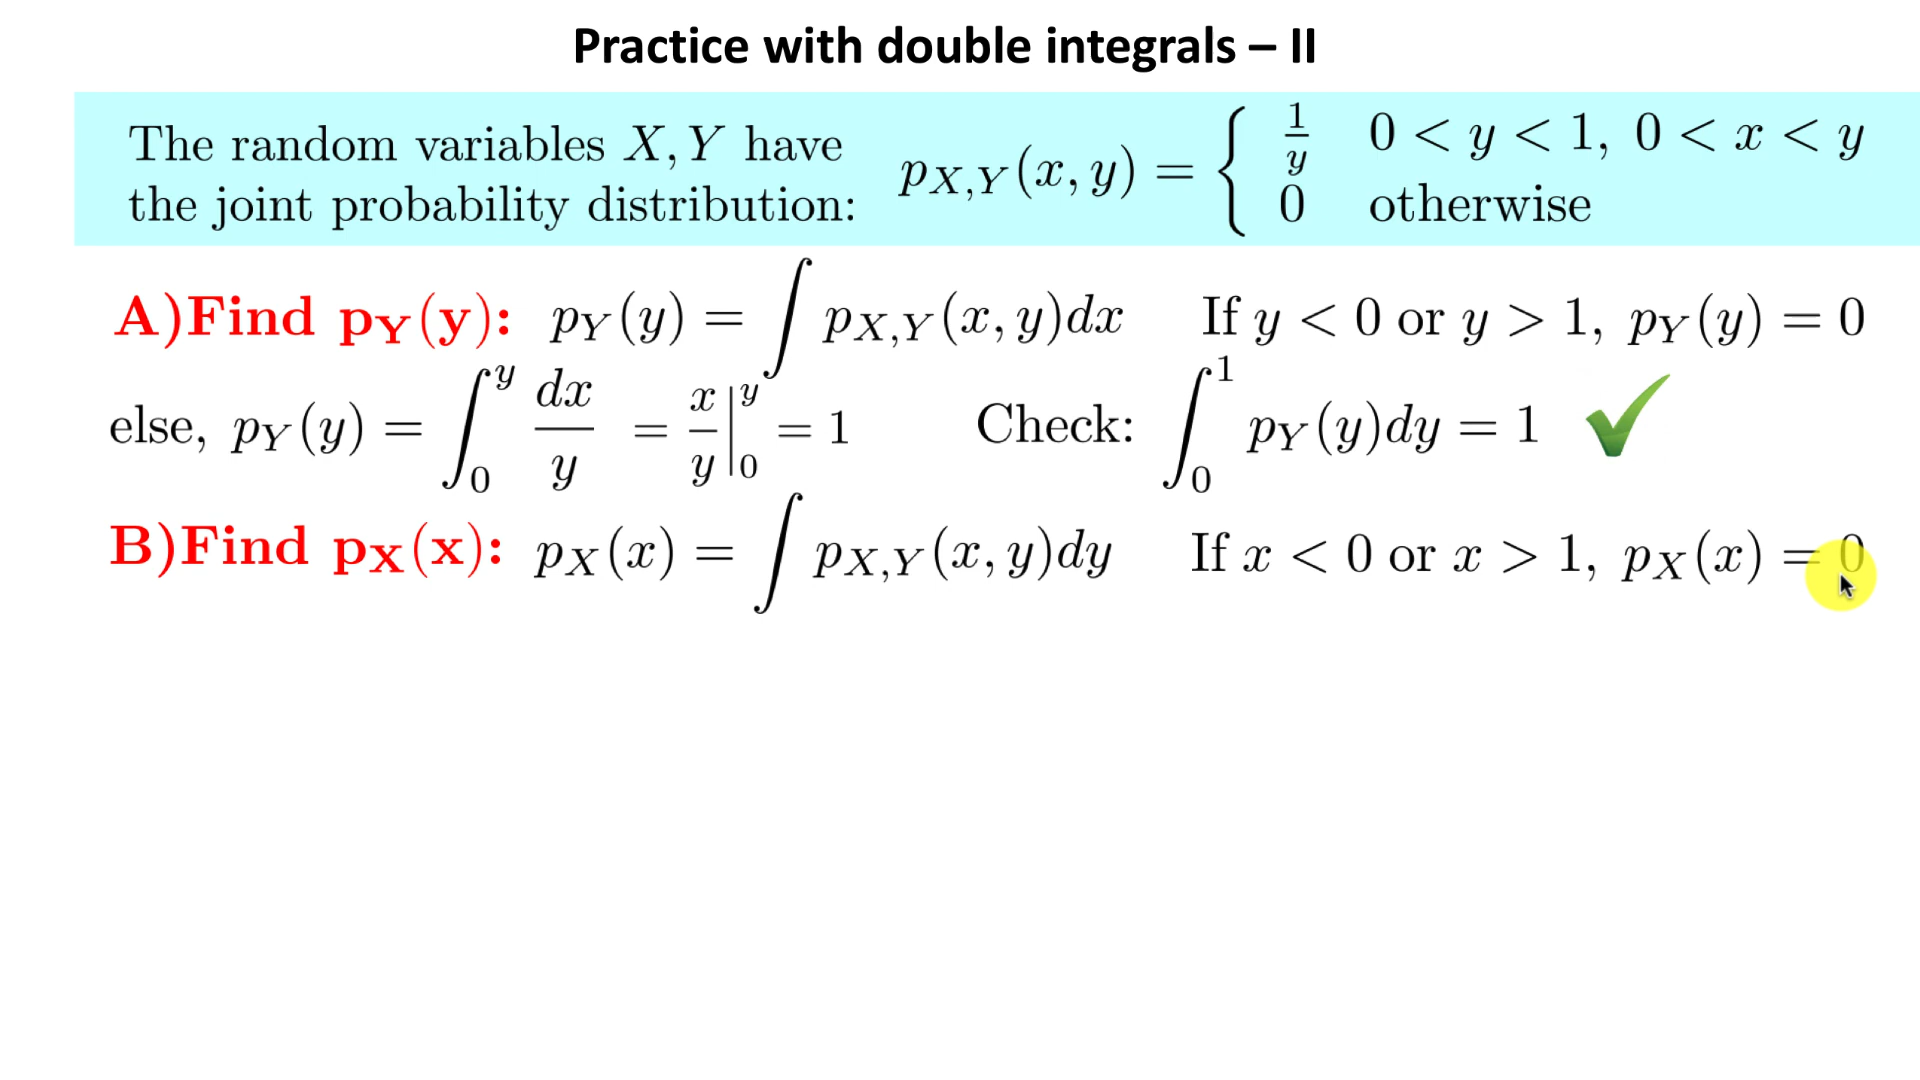 Practice with double integrals – II
The random variables X, Y have the joint probability distribution: p_{X,Y}(x, y) = { 1/y 0 < y < 1, 0 < x < y
0 otherwise
A)Find p_Y(y): p_Y(y) = ∫ p_{X,Y}(x, y)dx If y < 0 or y > 1, p_Y(y) = 0
else, p_Y(y) = ∫_0^y dx/y = x/y |_0^y = 1 Check: ∫_0^1 p_Y(y)dy = 1
B)Find p_X(x): p_X(x) = ∫ p_{X,Y}(x, y)dy If x < 0 or x > 1, p_X(x) = 0